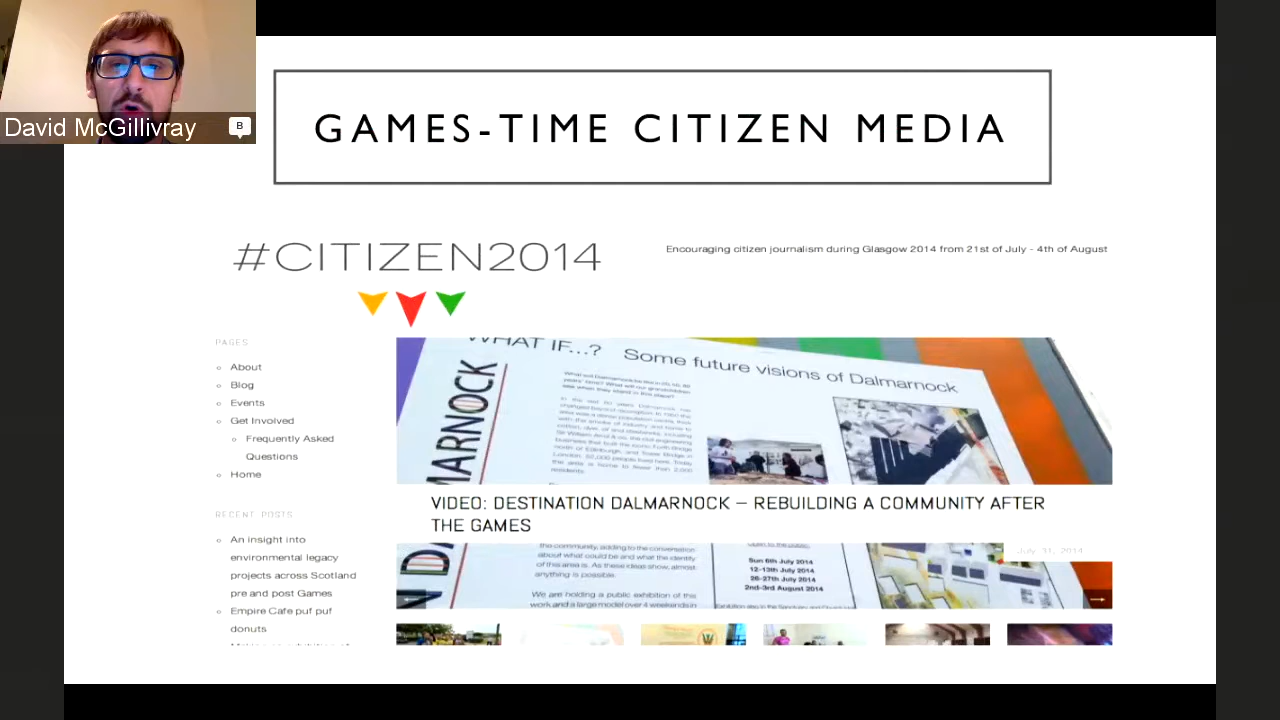 David McGillivray
B
GAMES-TIME CITIZEN MEDIA
#CITIZEN2014
Encouraging citizen journalism during Glasgow 2014 from 21st of July - 4th of August
PAGES
About
Blog
Events
Get Involved
Frequently Asked
Questions
Home
RECENT POSTS
An insight into
environmental legacy
projects across Scotland
pre and post Games
Empire Cafe puf puf
donuts
WHAT IF...? Some future visions of Dalmarnock
MARNOCK
VIDEO: DESTINATION DALMARNOCK – REBUILDING A COMMUNITY AFTER
THE GAMES
July 31, 2014
the community, adding to the conversation
about what could be and what the identity
of this area is. As these ideas show, almost
anything is possible.
We are holding a public exhibition of this
work and a large model over 4 weekends in
Open to the public:
Sun 6th July 2014
12-13th July 2014
26-27th July 2014
2nd-3rd August 2014